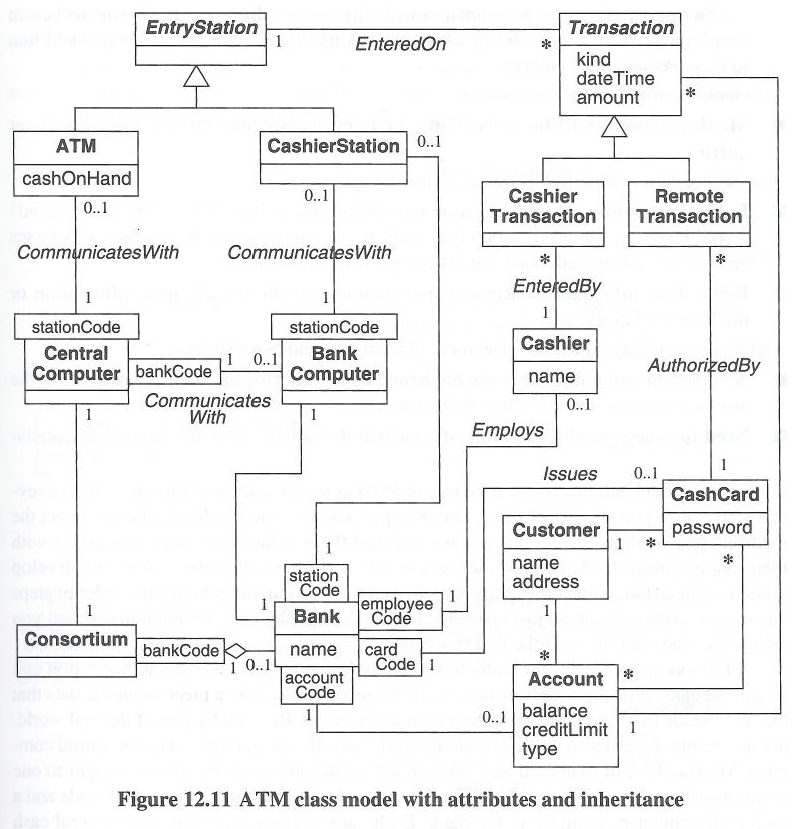 EntryStation
1
EnteredOn
*
Transaction
kind
dateTime
amount
*
ATM
cashOnHand
0..1
CashierStation
0..1
0..1
Cashier
Transaction
*
Remote
Transaction
*
CommunicatesWith
CommunicatesWith
1
1
EnteredBy
1
stationCode
Central
Computer
bankCode
1
0..1
Communicates
With
stationCode
Bank
Computer
Cashier
name
0..1
AuthorizedBy
1
1
Employs
Issues
0..1
1
CashCard
password
*
*
Customer
name
address
1
1
1
station
Code
1
employee
Code
1
Bank
name
card
Code
1
account
Code
1
1
Consortium
bankCode
1
0..1
*
*
Account
balance
creditLimit
type
0..1
1
Figure 12.11 ATM class model with attributes and inheritance